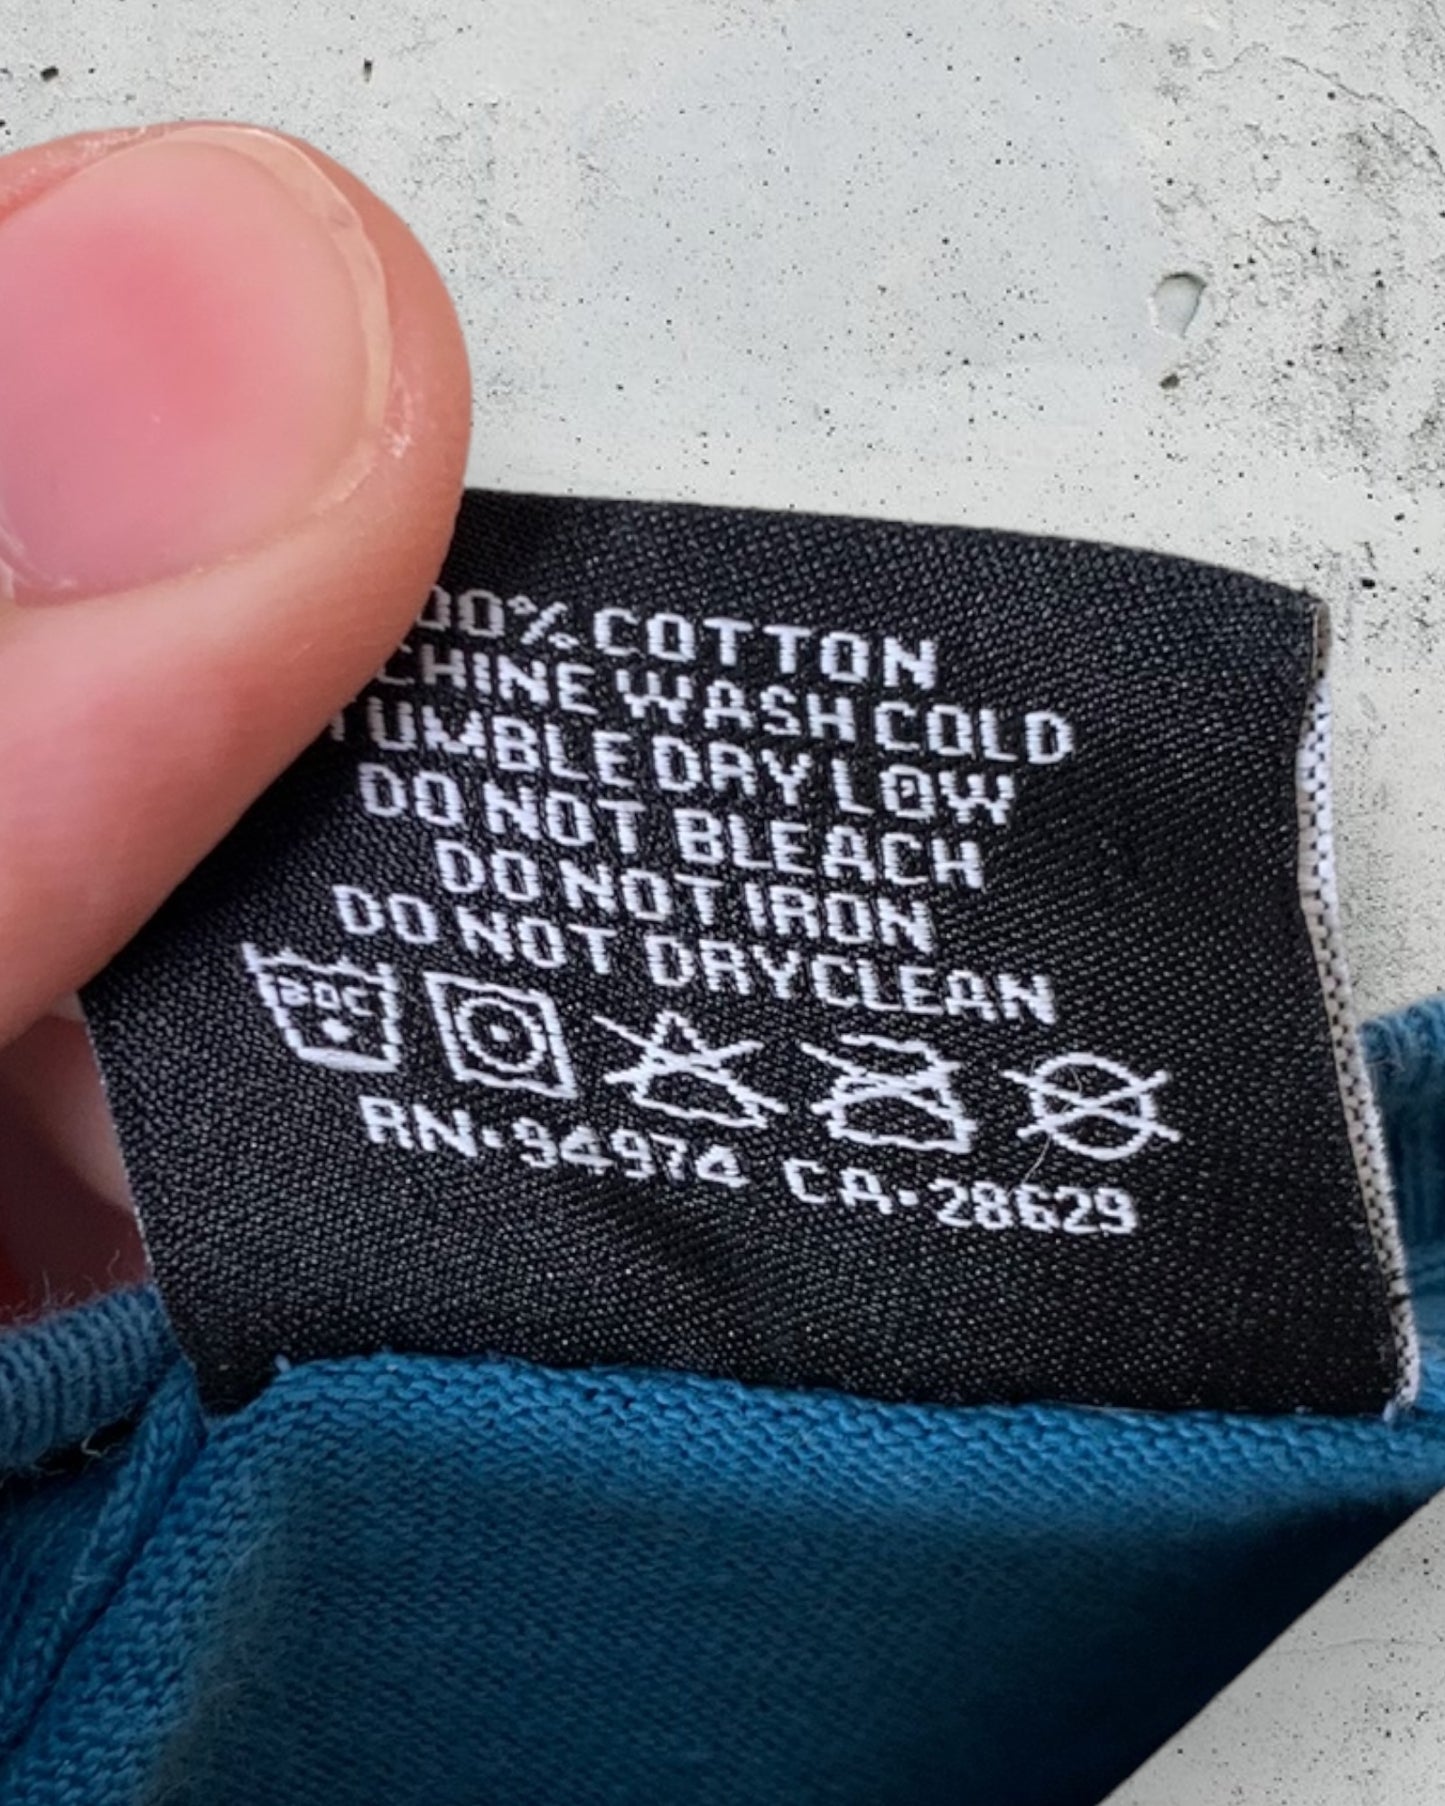 00% COTTON
CHINE WASH COLD
TUMBLE DRY LOW
DO NOT BLEACH
DO NOT IRON
DO NOT DRYCLEAN
30C
RN·94974 CA·28629